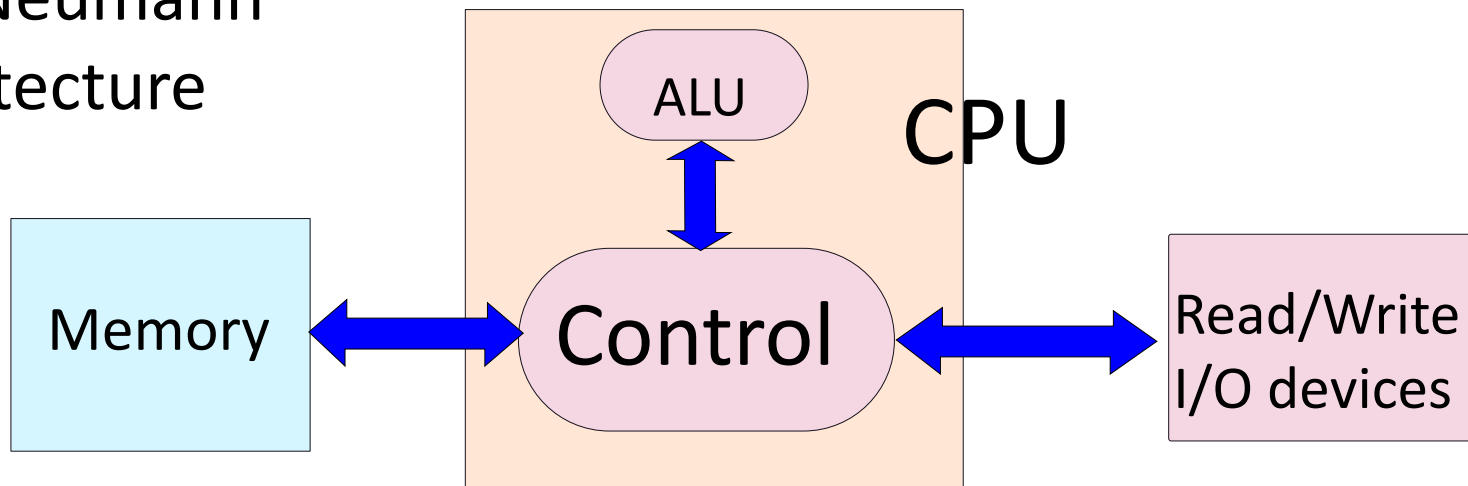 Neumann
tecture
ALU
CPU
Memory
Control
Read/Write
I/O devices